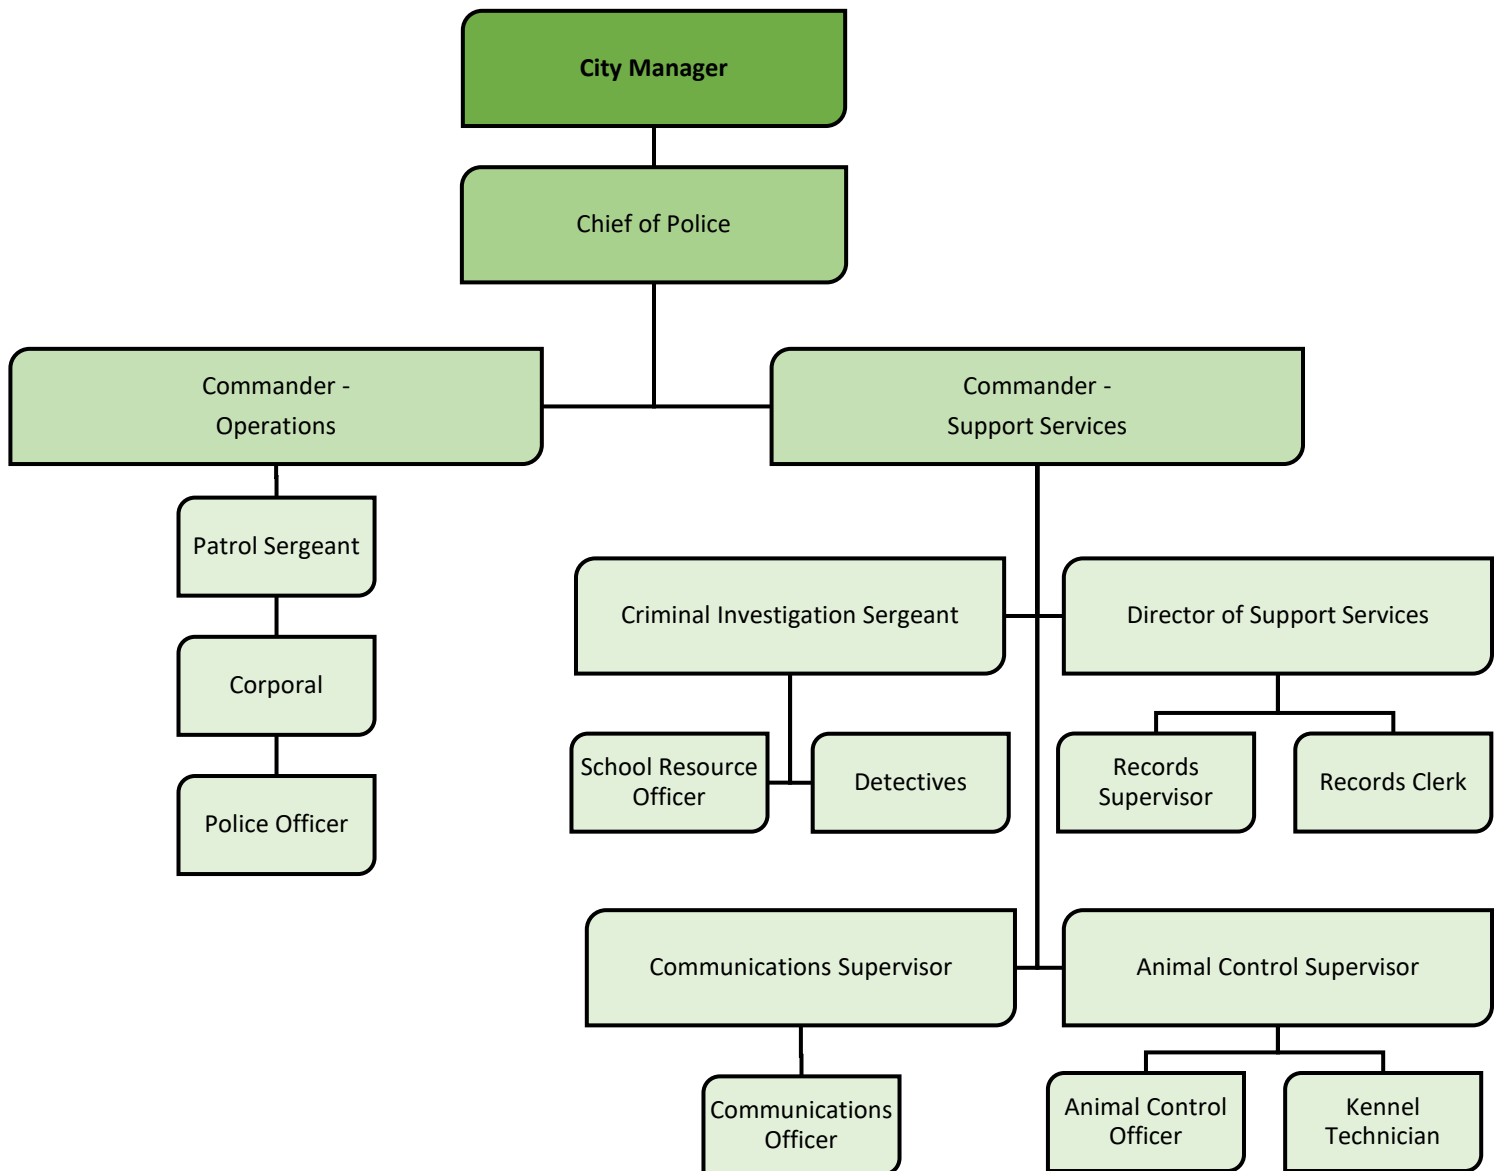 City Manager
Chief of Police
Commander -
Operations
Commander -
Support Services
Patrol Sergeant
Corporal
Police Officer
Criminal Investigation Sergeant
Director of Support Services
School Resource
Officer
Detectives
Records
Supervisor
Records Clerk
Communications Supervisor
Animal Control Supervisor
Communications
Officer
Animal Control
Officer
Kennel
Technician